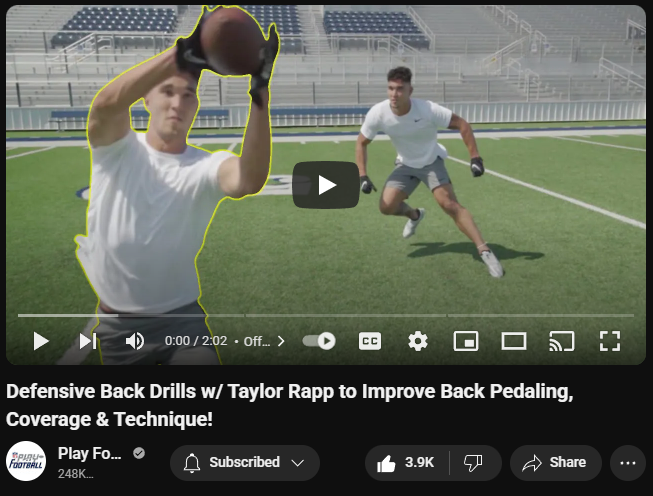 0:00 / 2:02 • Off...
CC
Defensive Back Drills w/ Taylor Rapp to Improve Back Pedaling,
Coverage & Technique!
PLAY
FOOTBALL
Play Fo...
248K...
Subscribed
3.9K
Share